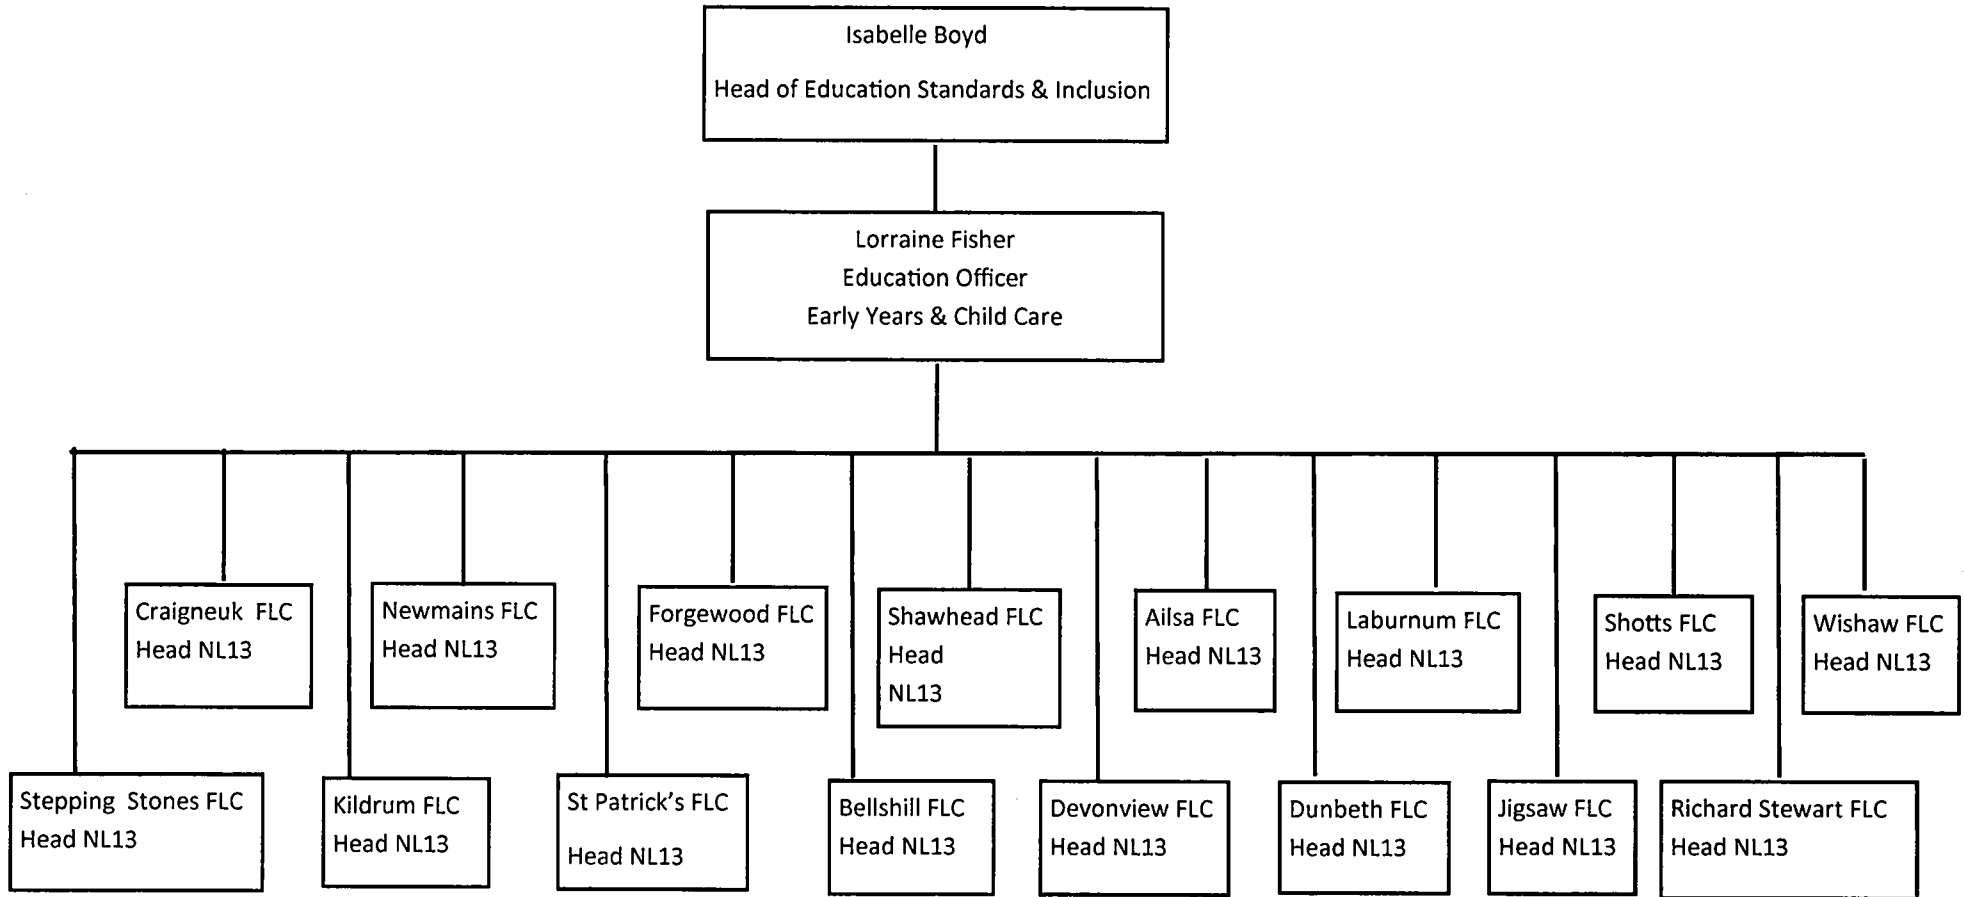 Isabelle Boyd
Head of Education Standards & Inclusion
Lorraine Fisher
Education Officer
Early Years & Child Care
Craigneuk FLC
Head NL13
Newmains FLC
Head NL13
Forgewood FLC
Head NL13
Shawhead FLC
Head
NL13
Ailsa FLC
Head NL13
Laburnum FLC
Head NL13
Shotts FLC
Head NL13
Wishaw FLC
Head NL13
Stepping Stones FLC
Head NL13
Kildrum FLC
Head NL13
St Patrick’s FLC
Head NL13
Bellshill FLC
Head NL13
Devonview FLC
Head NL13
Dunbeth FLC
Head NL13
Jigsaw FLC
Head NL13
Richard Stewart FLC
Head NL13